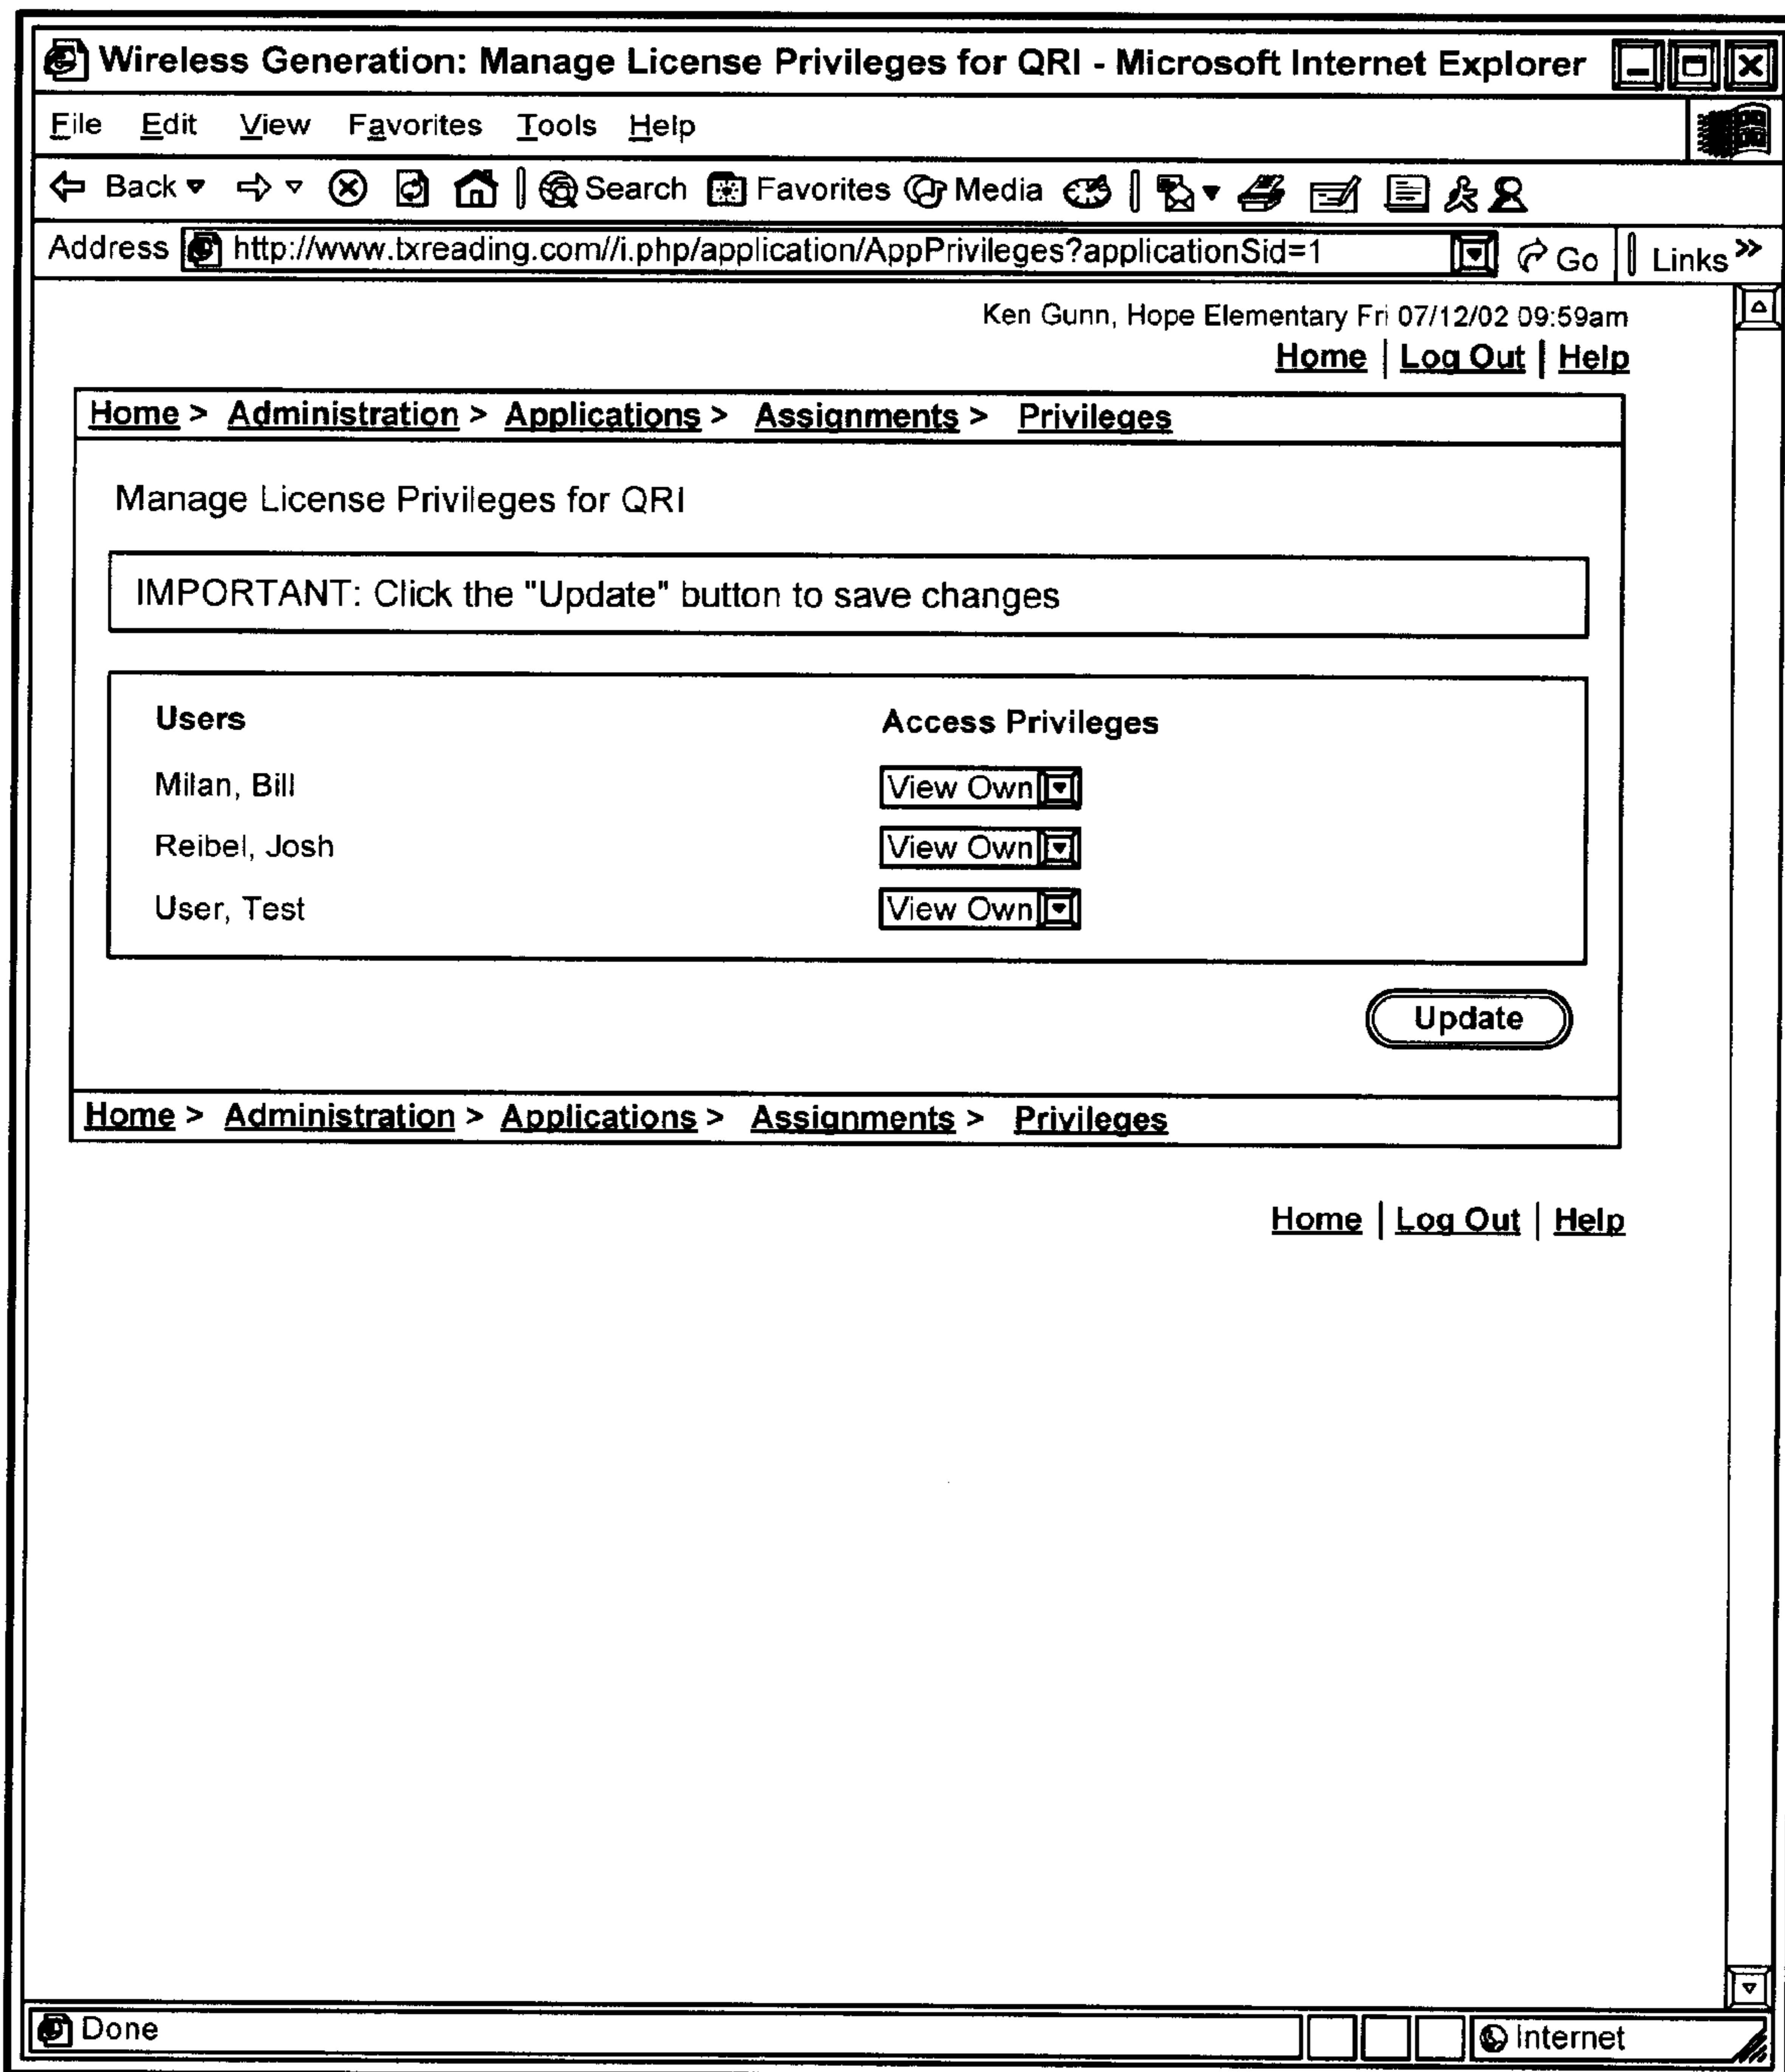 Wireless Generation: Manage License Privileges for QRI - Microsoft Internet Explorer
File Edit View Favorites Tools Help
Back Search Favorites Media
Address http://www.txreading.com//i.php/application/AppPrivileges?applicationSid=1 Go Links »
Ken Gunn, Hope Elementary Fri 07/12/02 09:59am
Home | Log Out | Help
Home > Administration > Applications > Assignments > Privileges
Manage License Privileges for QRI
IMPORTANT: Click the "Update" button to save changes
Users Access Privileges
Milan, Bill View Own
Reibel, Josh View Own
User, Test View Own
Update
Home > Administration > Applications > Assignments > Privileges
Home | Log Out | Help
Done Internet